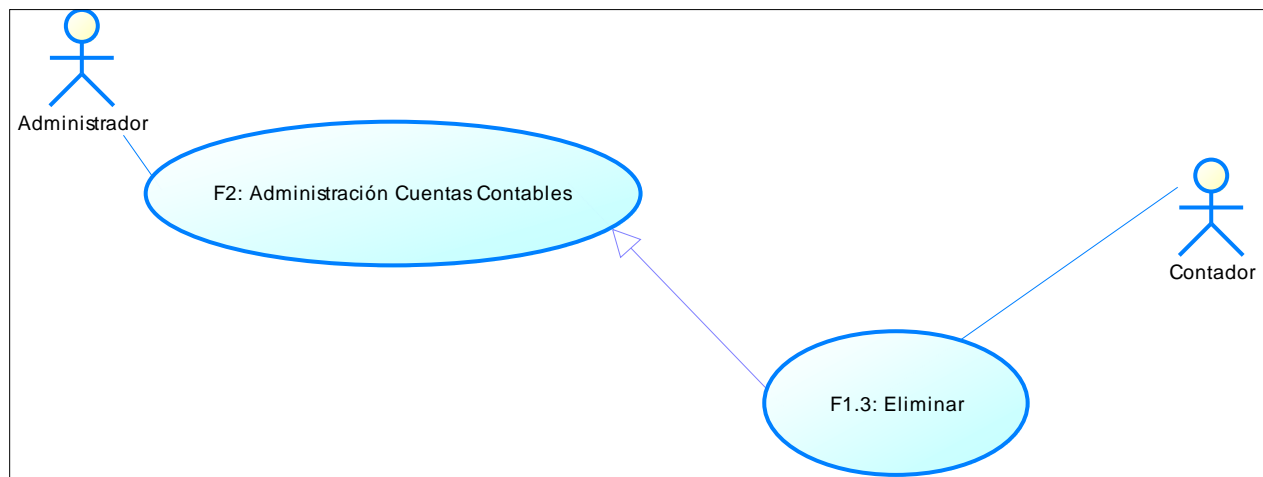 Administrador
F2: Administración Cuentas Contables
Contador
F1.3: Eliminar